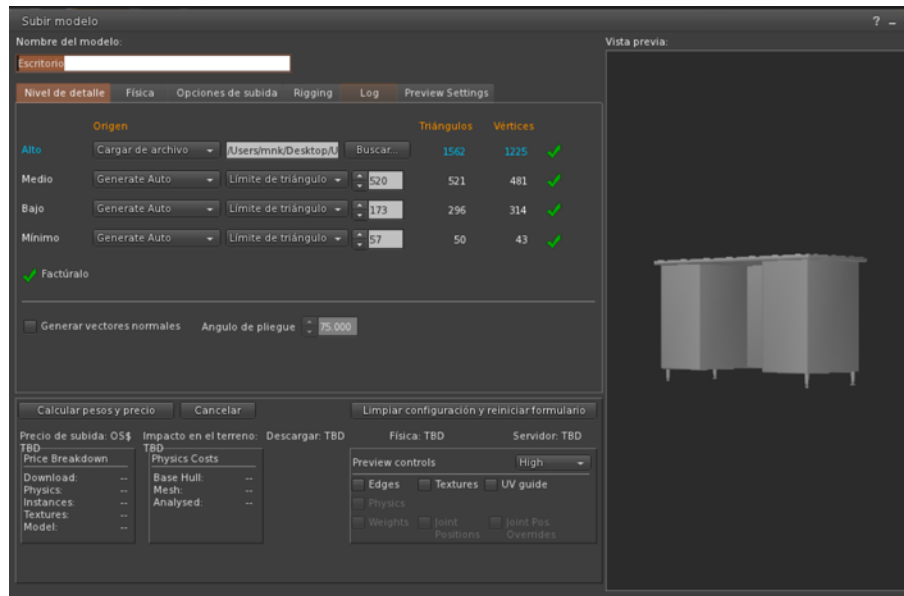 Subir modelo ? _
Nombre del modelo: Vista previa:
Escritorio
Nivel de detalle Física Opciones de subida Rigging Log Preview Settings
Origen Triángulos Vértices
Alto Cargar de archivo /Users/mnk/Desktop/U Buscar... 1562 1225
Medio Generate Auto Límite de triángulo 520 521 481
Bajo Generate Auto Límite de triángulo 173 296 314
Mínimo Generate Auto Límite de triángulo 57 50 43
Factúralo
Generar vectores normales Angulo de pliegue 75.000
Calcular pesos y precio Cancelar Limpiar configuración y reiniciar formulario
Precio de subida: OS$ Impacto en el terreno: Descargar: TBD Física: TBD Servidor: TBD
TBD TBD
Price Breakdown Physics Costs Preview controls High
Download: -- Base Hull: -- Edges Textures UV guide
Physics: -- Mesh: -- Physics
Instances: -- Analysed: --
Textures: -- Weights Joint Positions Joint Pos Overrides
Model: --